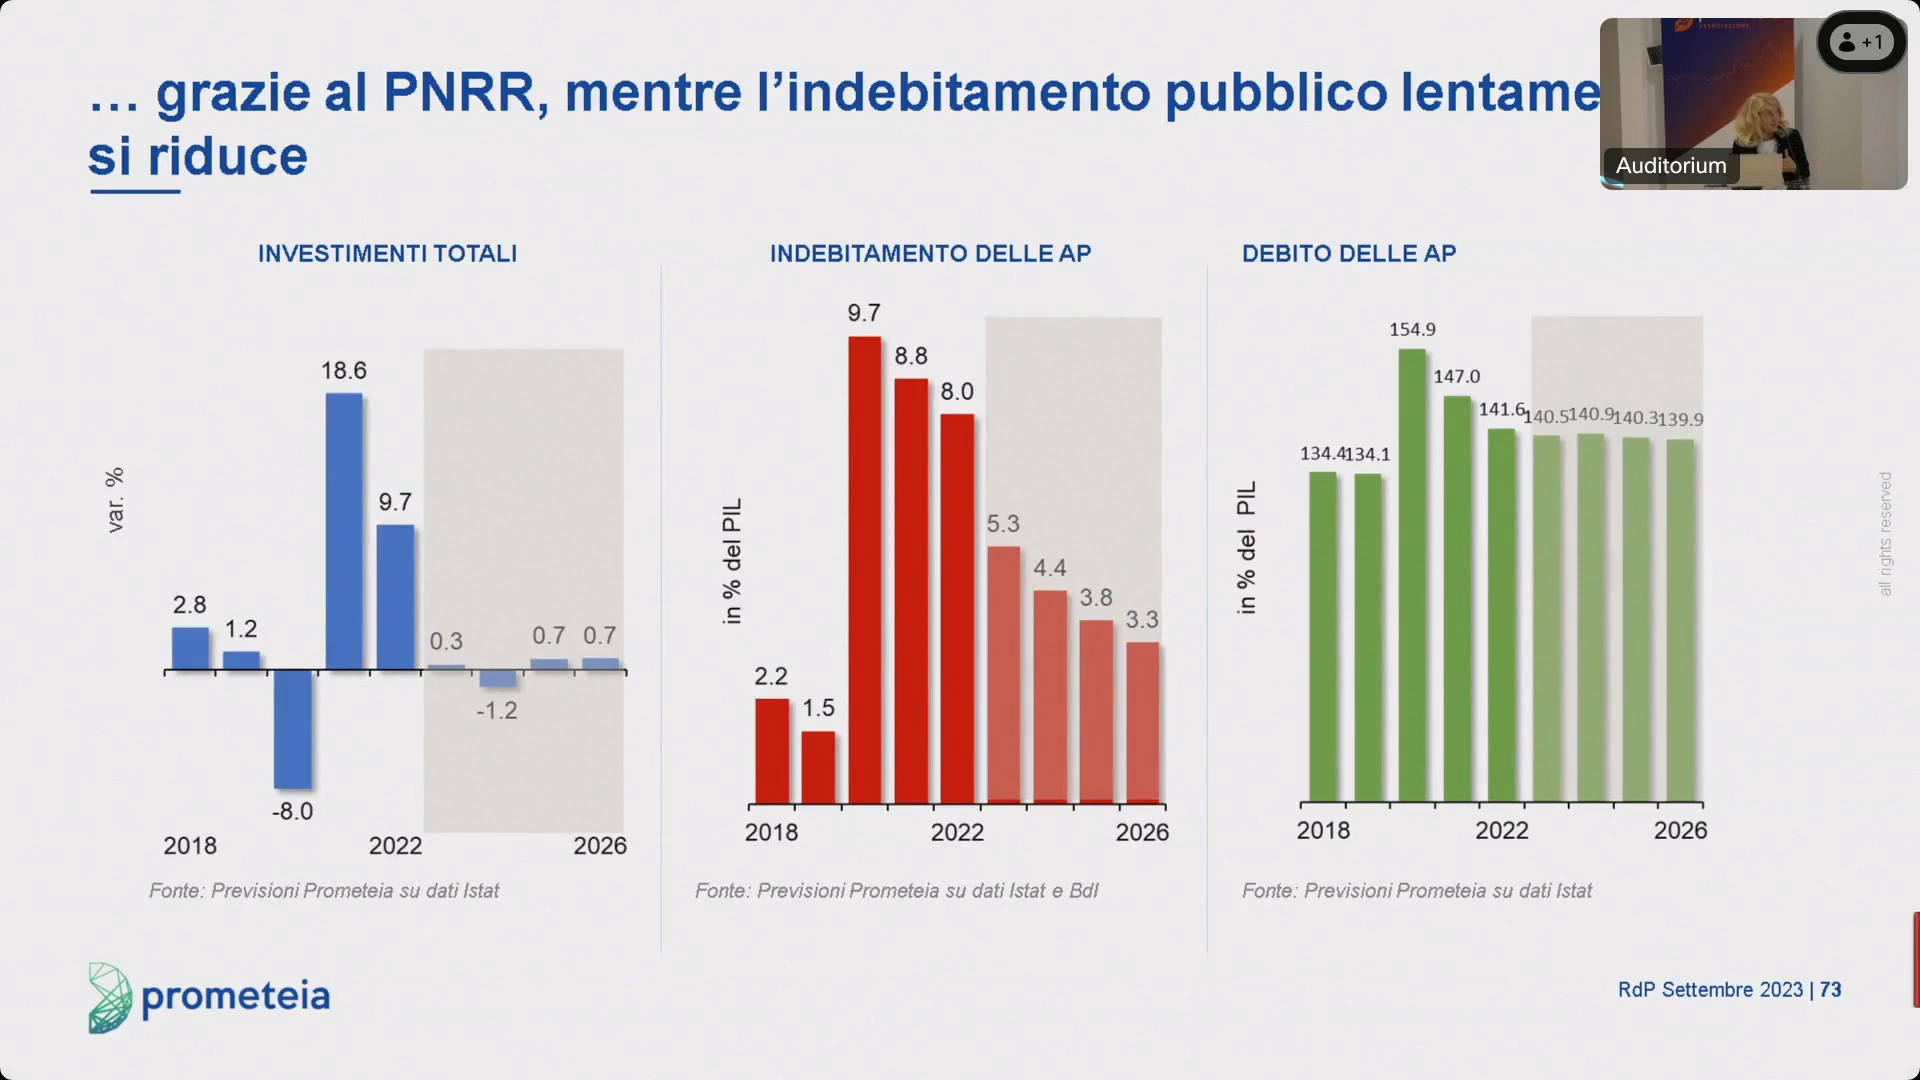 … grazie al PNRR, mentre l’indebitamento pubblico lentame
si riduce
+1
Auditorium
INVESTIMENTI TOTALI
var. %
2.8
1.2
-8.0
18.6
9.7
0.3
-1.2
0.7
0.7
2018
2022
2026
Fonte: Previsioni Prometeia su dati Istat
INDEBITAMENTO DELLE AP
in % del PIL
2.2
1.5
9.7
8.8
8.0
5.3
4.4
3.8
3.3
2018
2022
2026
Fonte: Previsioni Prometeia su dati Istat e BdI
DEBITO DELLE AP
in % del PIL
134.4
134.1
154.9
147.0
141.6
140.5
140.9
140.3
139.9
2018
2022
2026
Fonte: Previsioni Prometeia su dati Istat
all rights reserved
prometeia
RdP Settembre 2023 | 73